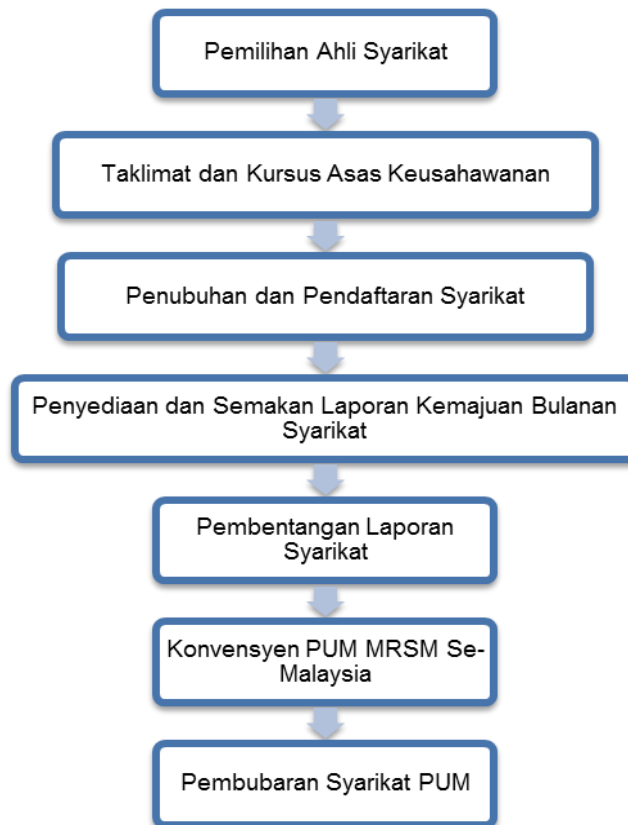 Pemilihan Ahli Syarikat
Taklimat dan Kursus Asas Keusahawanan
Penubuhan dan Pendaftaran Syarikat
Penyediaan dan Semakan Laporan Kemajuan Bulanan
Syarikat
Pembentangan Laporan
Syarikat
Konvensyen PUM MRSM Se-
Malaysia
Pembubaran Syarikat PUM